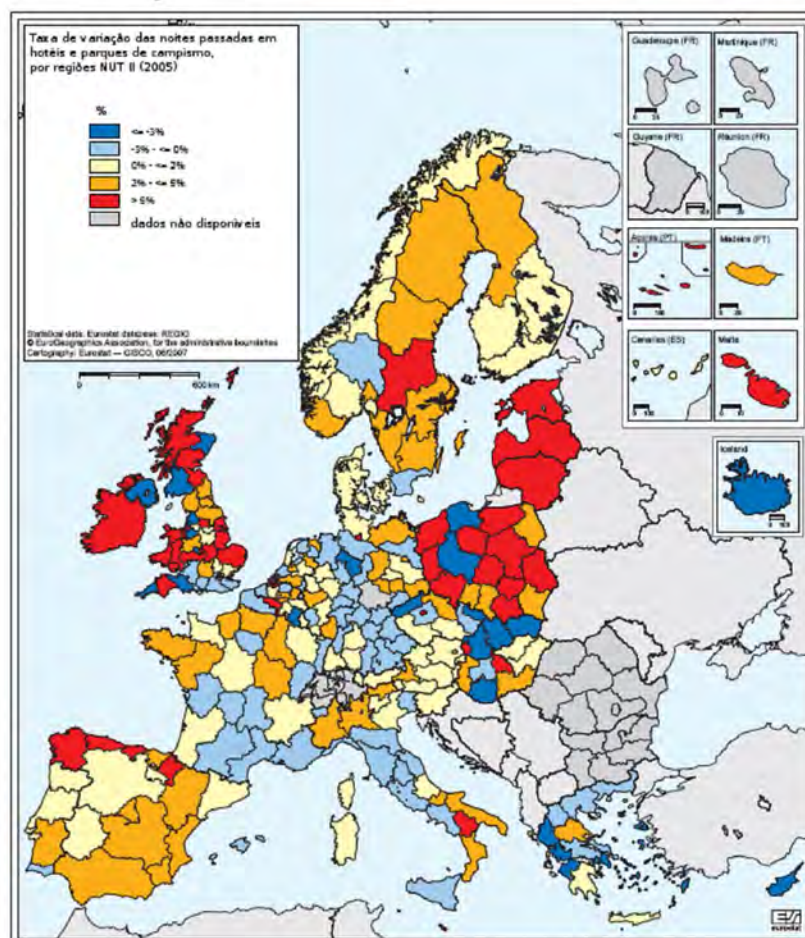 Taxa de variação das noites passadas em
hotéis e parques de campismo,
por regiões NUT II (2005)
%
<= -3%
-3% - <= 0%
0% - <= 2%
2% - <= 5%
> 5%
dados não disponíveis
Statistical data: Eurostat database: REGIO
© EuroGeographics Association, for the administrative boundaries
Cartography: Eurostat — GISCO, 06/2007
0 600 km
Guadeloupe (FR)
Martinique (FR)
Guyane (FR)
Réunion (FR)
Açores (PT)
Madeira (PT)
Canarias (ES)
Malta
Iceland
eurostat